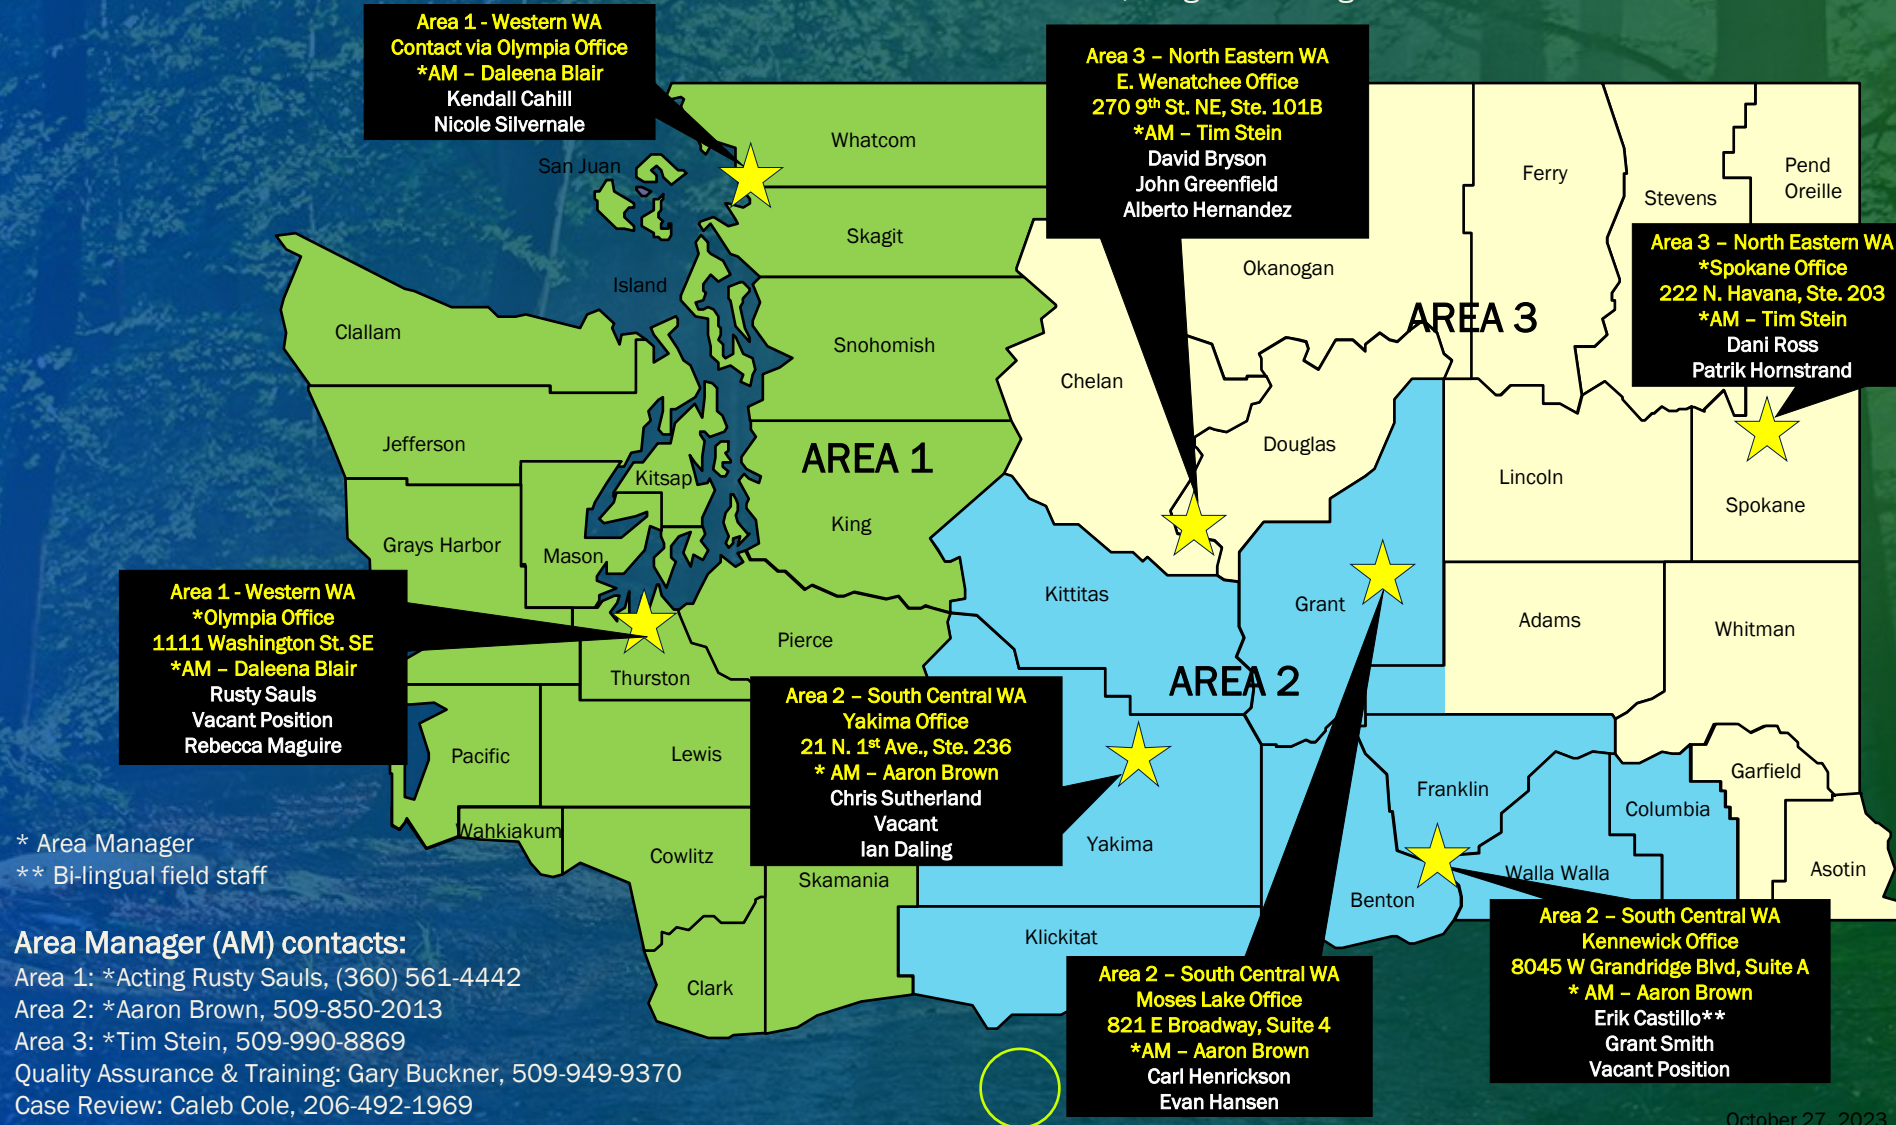 Area 1 - Western WA
Contact via Olympia Office
*AM – Daleena Blair
Kendall Cahill
Nicole Silvernale
Area 3 – North Eastern WA
E. Wenatchee Office
270 9th St. NE, Ste. 101B
*AM – Tim Stein
David Bryson
John Greenfield
Alberto Hernandez
Area 3 – North Eastern WA
*Spokane Office
222 N. Havana, Ste. 203
*AM – Tim Stein
Dani Ross
Patrik Hornstrand
San Juan
Whatcom
Skagit
Island
Clallam
Snohomish
Jefferson
Kitsap
AREA 1
King
Grays Harbor
Mason
Pierce
Thurston
Pacific
Lewis
Wahkiakum
Cowlitz
Skamania
Clark
Okanogan
Ferry
Stevens
Pend
Oreille
AREA 3
Chelan
Douglas
Lincoln
Spokane
Adams
Whitman
Garfield
Asotin
Kittitas
Grant
AREA 2
Yakima
Klickitat
Benton
Franklin
Walla Walla
Columbia
Area 1 - Western WA
*Olympia Office
1111 Washington St. SE
*AM – Daleena Blair
Rusty Sauls
Vacant Position
Rebecca Maguire
Area 2 – South Central WA
Yakima Office
21 N. 1st Ave., Ste. 236
* AM – Aaron Brown
Chris Sutherland
Vacant
Ian Daling
Area 2 – South Central WA
Moses Lake Office
821 E Broadway, Suite 4
*AM – Aaron Brown
Carl Henrickson
Evan Hansen
Area 2 – South Central WA
Kennewick Office
8045 W Grandridge Blvd, Suite A
* AM – Aaron Brown
Erik Castillo**
Grant Smith
Vacant Position
* Area Manager
** Bi-lingual field staff
Area Manager (AM) contacts:
Area 1: *Acting Rusty Sauls, (360) 561-4442
Area 2: *Aaron Brown, 509-850-2013
Area 3: *Tim Stein, 509-990-8869
Quality Assurance & Training: Gary Buckner, 509-949-9370
Case Review: Caleb Cole, 206-492-1969
October 27, 2023